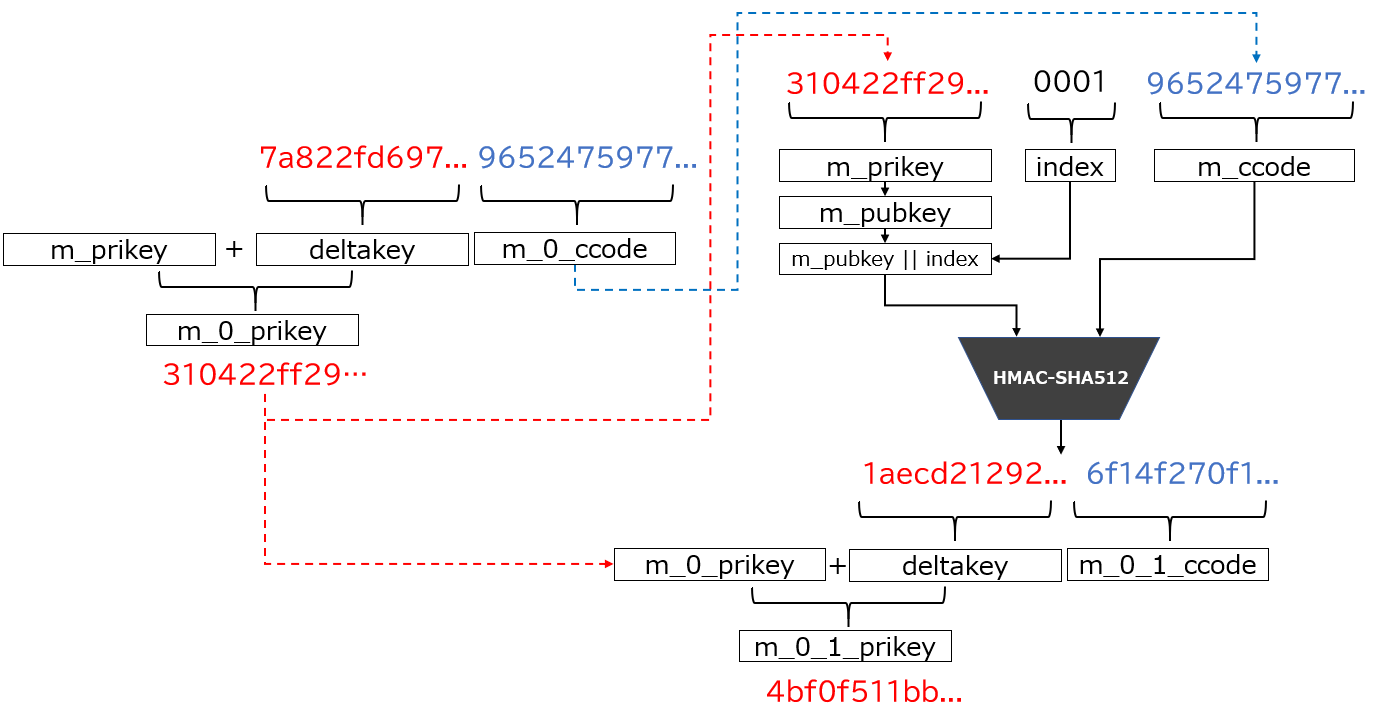 7a822fd697... 9652475977...
m_prikey + deltakey m_0_ccode
m_0_prikey
310422ff29…
310422ff29... 0001 9652475977...
m_prikey index m_ccode
m_pubkey
m_pubkey || index
HMAC-SHA512
1aecd21292... 6f14f270f1...
m_0_prikey + deltakey m_0_1_ccode
m_0_1_prikey
4bf0f511bb...